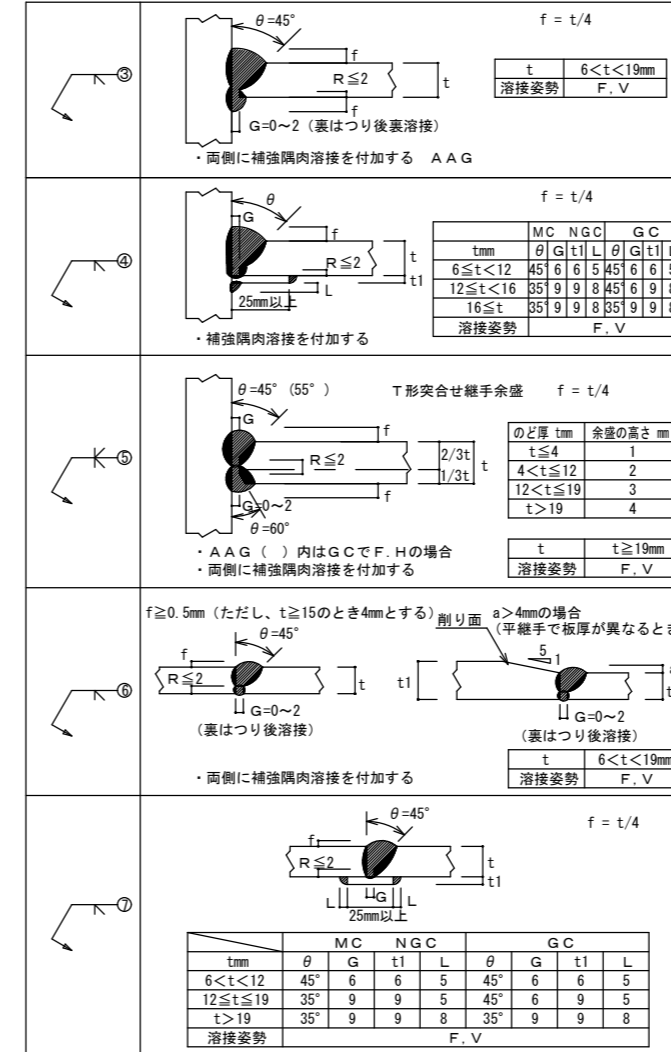 ③
θ=45°
f = t/4
f
R≦2
t
f
G=0～2 (裏はつり後裏溶接)
・両側に補強隅肉溶接を付加する　AAG
t 6<t<19mm
溶接姿勢 F, V
④
θ
G
f = t/4
f
R≦2
t
t1
L
25mm以上
・補強隅肉溶接を付加する
MC NGC GC
tmm θ G t1 L θ G t1
6≦t<12 45° 6 6 5 45° 6 6
12≦t<16 35° 9 9 8 45° 6 9
16≦t 35° 9 9 8 35° 9 9
溶接姿勢 F, V
⑤
θ=45° (55°)
T形突合せ継手余盛　f = t/4
G
f
R≦2
2/3t
1/3t
t
f
G=0～2
θ=60°
・AAG ( ) 内はGCでF.Hの場合
・両側に補強隅肉溶接を付加する
のど厚 tmm 余盛の高さ mm
t≦4 1
4<t≦12 2
12<t≦19 3
t>19 4
t t≧19mm
溶接姿勢 F, V
⑥
f≧0.5mm (ただし、t≧15のとき4mmとする)
θ=45°
f
R≦2
t
G=0～2
(裏はつり後溶接)
削り面
a>4mmの場合
(平継手で板厚が異なるとき
5
1
t1
t
G=0～2
(裏はつり後溶接)
・両側に補強隅肉溶接を付加する
t 6<t<19mm
溶接姿勢 F, V
⑦
θ=45°
f = t/4
f
R≦2
t
t1
L G L
25mm以上
MC NGC GC
tmm θ G t1 L θ G t1 L
6<t<12 45° 6 6 5 45° 6 6 5
12≦t≦19 35° 9 9 5 45° 6 9 5
t>19 35° 9 9 8 35° 9 9 8
溶接姿勢 F, V